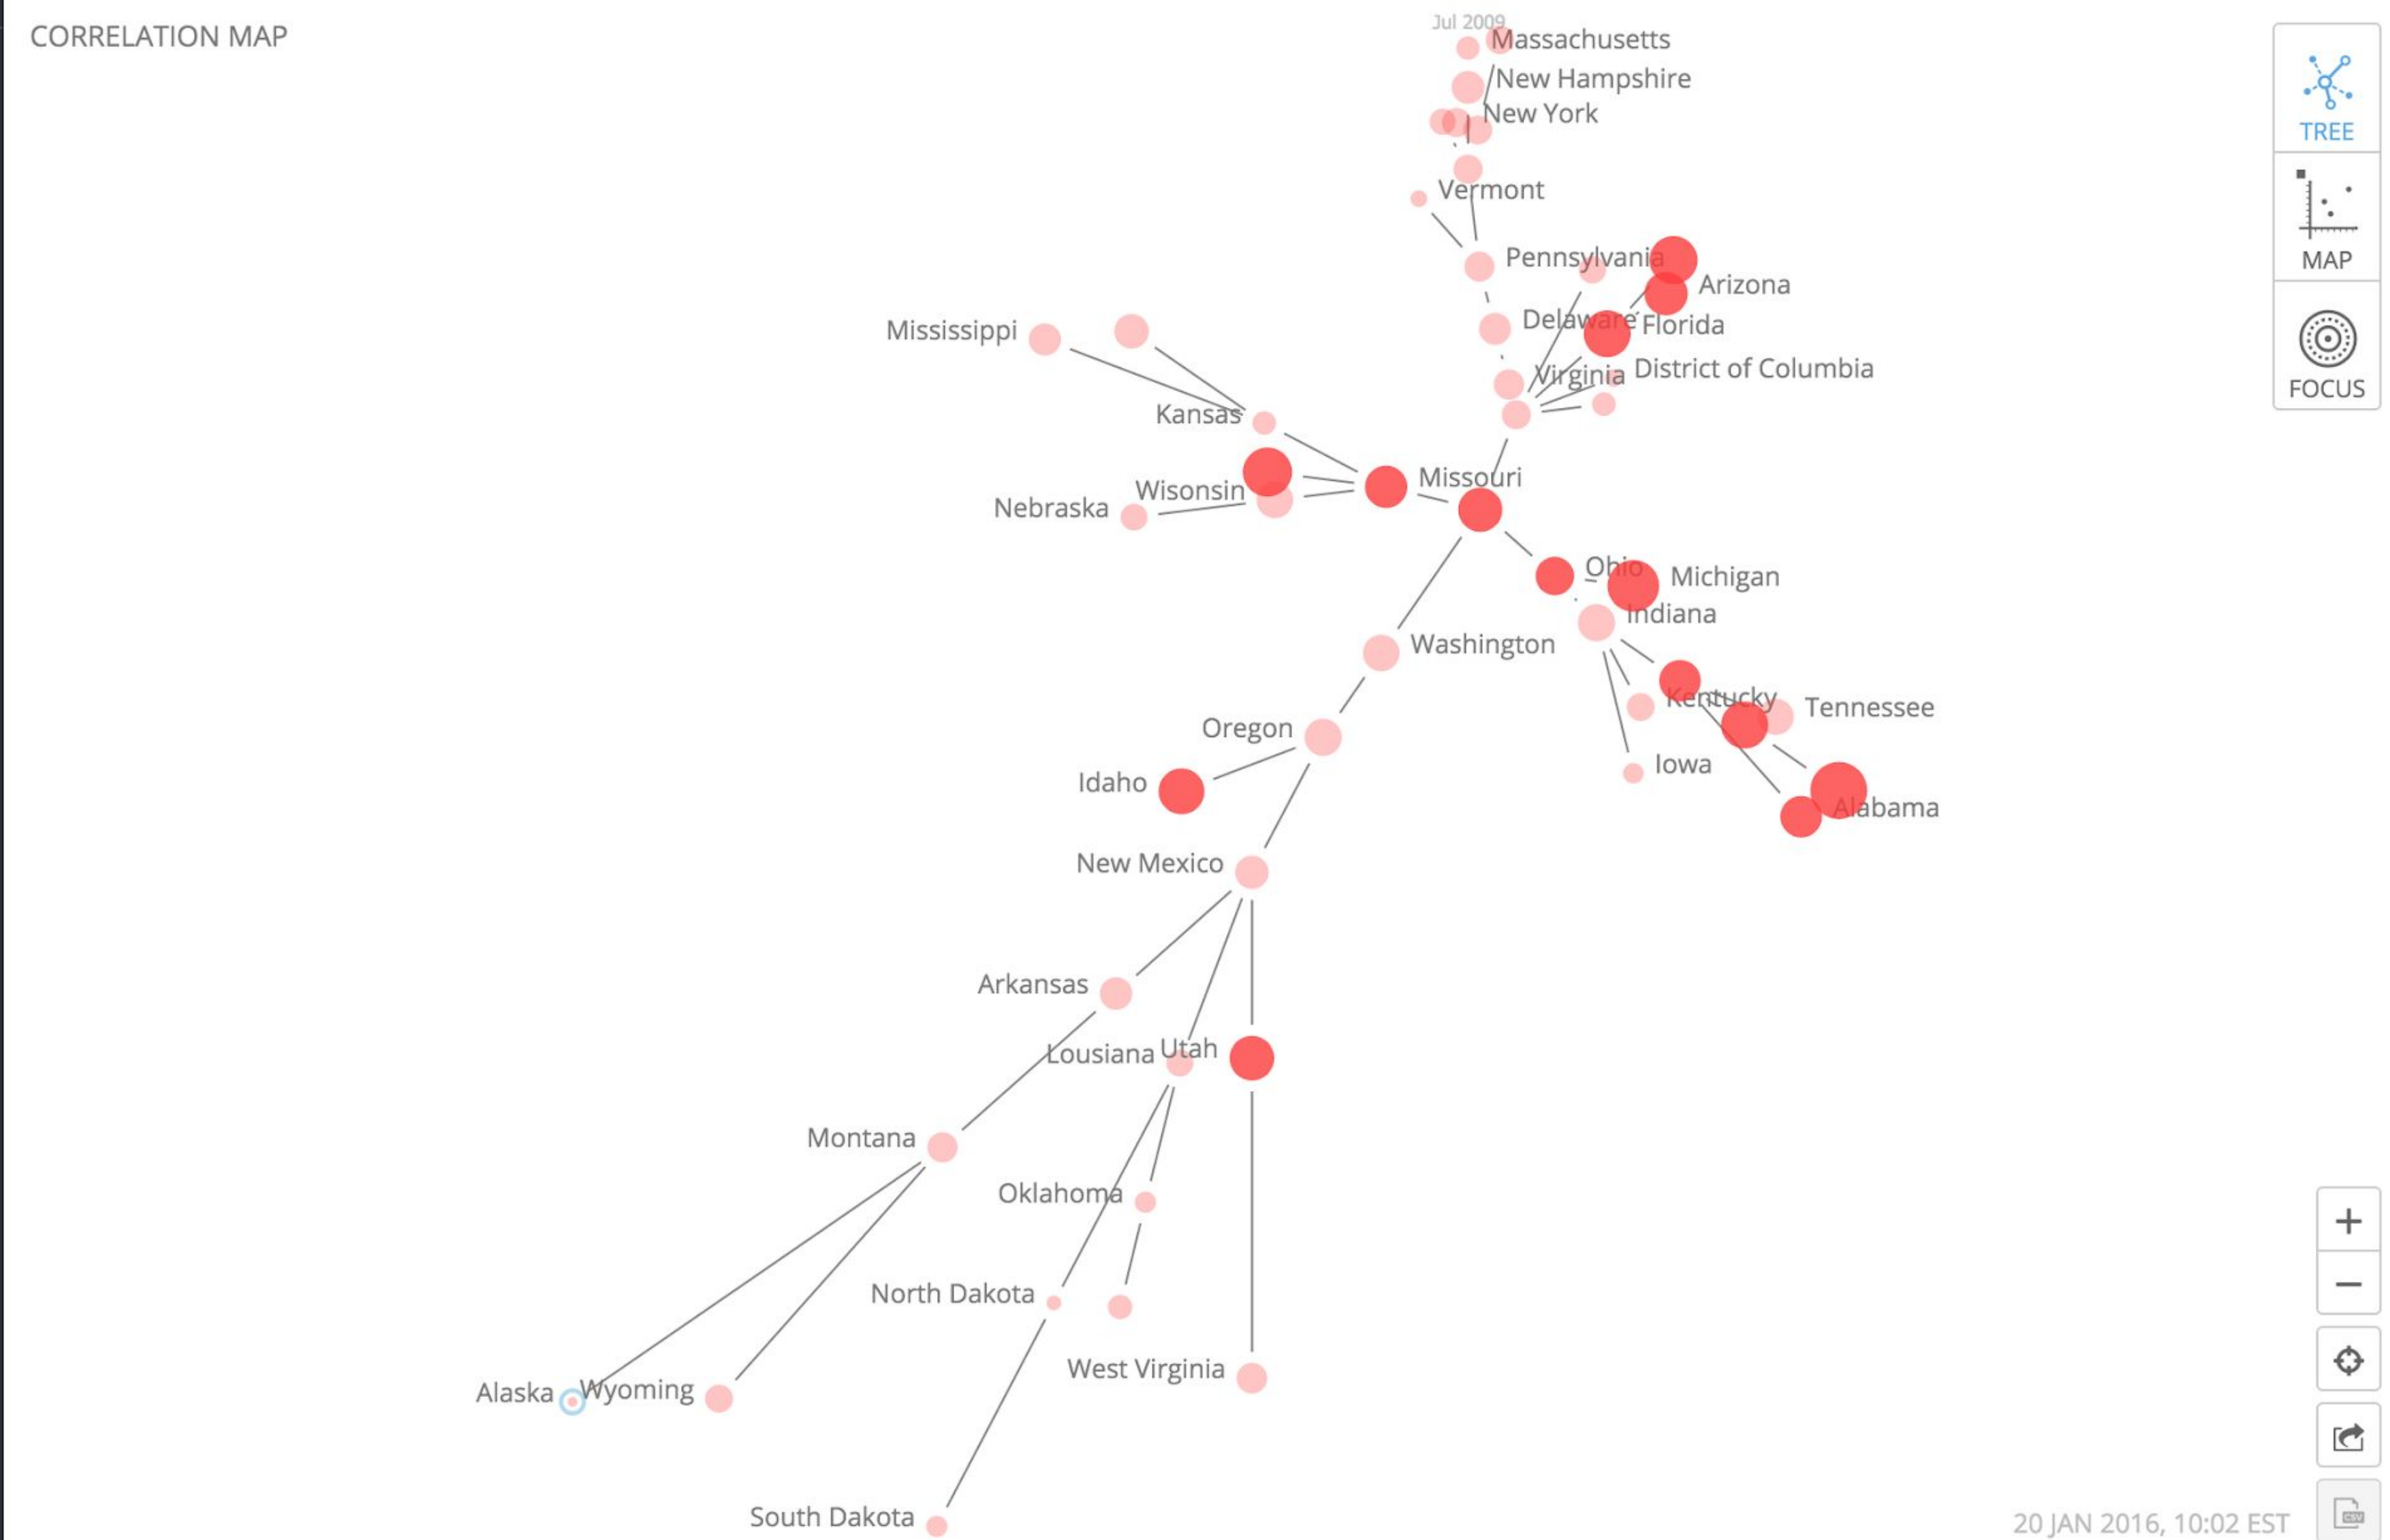 CORRELATION MAP
Jul 2009
Massachusetts
New Hampshire
New York
TREE
Vermont
Pennsylvania
MAP
Arizona
Delaware
Florida
Mississippi
District of Columbia
Virginia
FOCUS
Kansas
Missouri
Wisonsin
Nebraska
Ohio
Michigan
Indiana
Washington
Kentucky
Tennessee
Oregon
Iowa
Idaho
Alabama
New Mexico
Arkansas
Lousiana
Utah
Montana
Oklahoma
North Dakota
West Virginia
Alaska
Wyoming
South Dakota
CSV
20 JAN 2016, 10:02 EST